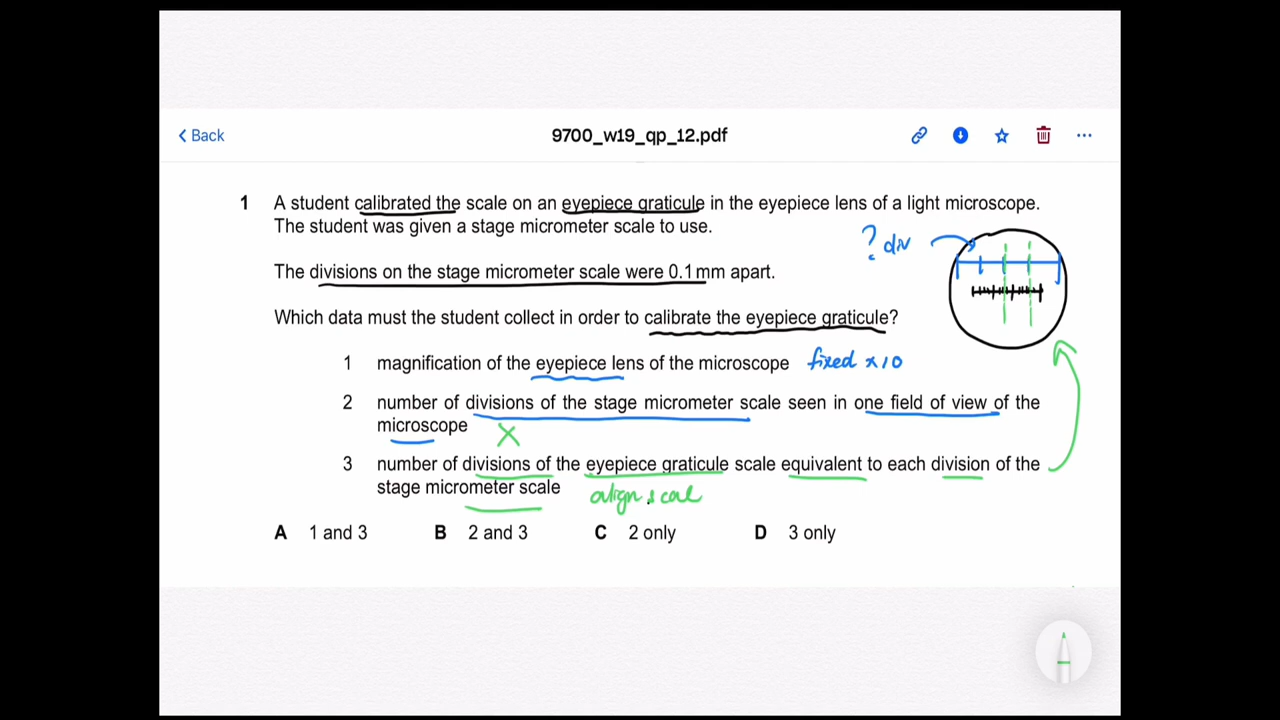 Back
9700_w19_qp_12.pdf
1 A student calibrated the scale on an eyepiece graticule in the eyepiece lens of a light microscope.
The student was given a stage micrometer scale to use.
? div
The divisions on the stage micrometer scale were 0.1 mm apart.
Which data must the student collect in order to calibrate the eyepiece graticule?
1 magnification of the eyepiece lens of the microscope fixed ×10
2 number of divisions of the stage micrometer scale seen in one field of view of the
microscope X
3 number of divisions of the eyepiece graticule scale equivalent to each division of the
stage micrometer scale align scal
A 1 and 3 B 2 and 3 C 2 only D 3 only